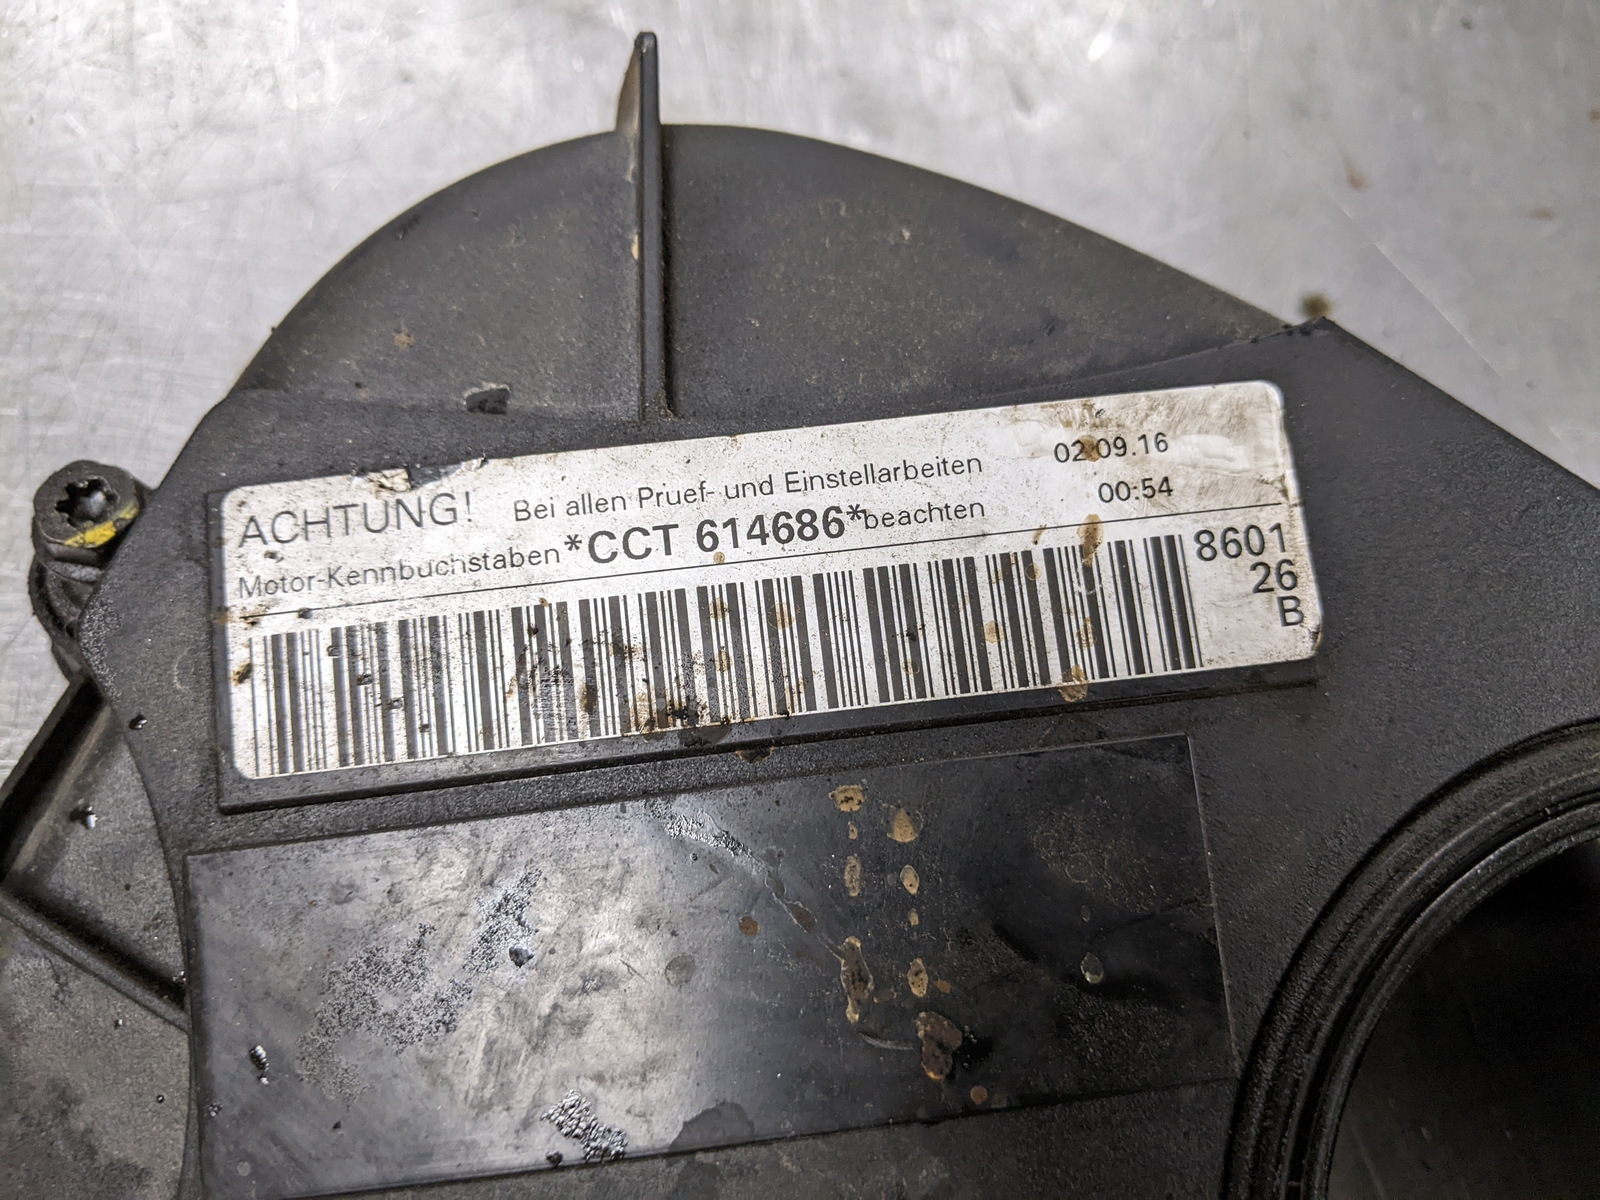 ACHTUNG! Bei allen Pruef- und Einstellarbeiten 02.09.16
Motor-Kennbuchstaben *CCT 614686* beachten 00:54
8601
26
B